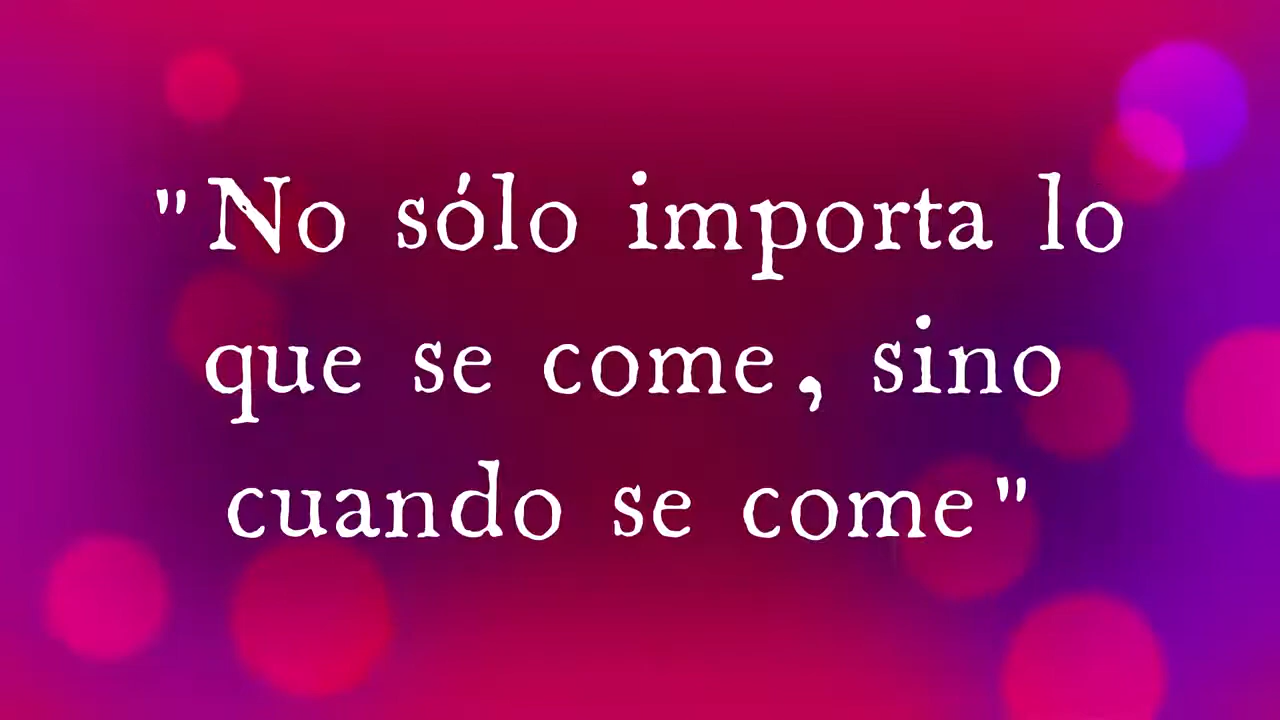 "No sólo importa lo
que se come, sino
cuando se come"